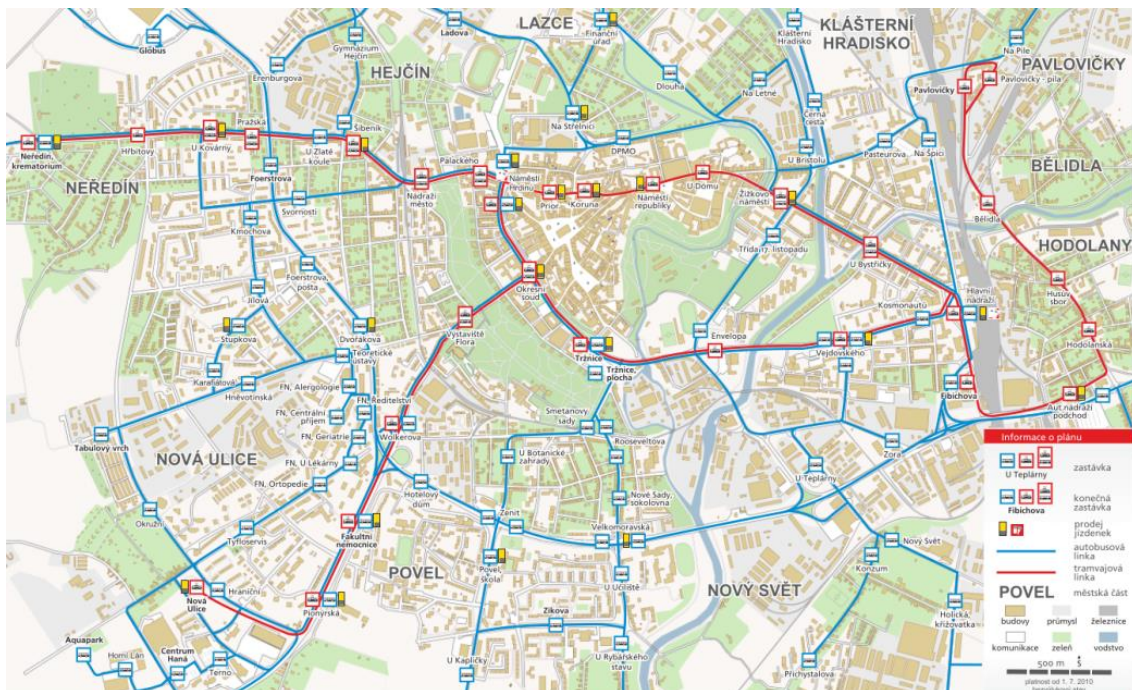 LAZCE
KLÁŠTERNÍ
HRADISKO
Globus
Ladova
Finanční
úřad
Klášterní
Hradisko
Na Pile
Gymnázium
Hejčín
Erenburgova
HEJČÍN
PAVLOVIČKY
Pavlovičky - pila
Pavlovičky
Dlouha
Na Letné
Černá
cesta
Pražská
Šibeník
Na Střelnici
DPMO
U Bristolu
Pasteurova
Na Špici
Neředín,
krematorium
Hřbitovy
U Kovárny
U Zlaté
koule
Palackého
Náměstí
Hrdinů
BĚLIDLA
NEŘEDÍN
Foerstrova
Nádraží
město
Prior
Koruna
Náměstí
republiky
U Dómu
Žižkovo
náměstí
Svornosti
Kmochova
Bělidla
HODOLANY
Třída 17. listopadu
U Bystřičky
Foerstrova,
pošta
Okresní
soud
Jílová
Husův
sbor
Hlavní
nádraží
Kosmonautů
Výstaviště
Flora
Stupkova
Dvořákova
Envelopa
Vejdovského
Hodolanská
Tržnice
Tržnice,
plocha
Teoretické
ústavy
Karafiátová
Hněvotínská
FN, Alergologie
FN, Ředitelství
FN, Centrální
příjem
Fibichova
Aut.nádraží
podchod
Smetanovy
sady
Wolkerova
Rooseveltova
FN, Geriatrie
Tabulový vrch
NOVÁ ULICE
FN, U Lékárny
U Botanické
zahrady
Zora
FN, Ortopedie
Hotelový
dům
U Teplárny
Nové Sady,
sokolovna
Zenit
Okružní
Tyfloservis
Fakultní
nemocnice
Velkomoravská
Nový Svět
Povel,
škola
POVEL
Konzum
NOVÝ SVĚT
U Učiliště
Nová
Ulice
Hraniční
Pionýrská
Zikova
Holická,
křižovatka
Aquapark
Horní Lán
Centrum
Haná
Terno
U Kapličky
U Rybářského
stavu
Přichystalova
Informace o plánu
U Teplárny
zastávka
Fibichova
konečná
zastávka
prodej
jízdenek
autobusová
linka
tramvajová
linka
POVEL
městská část
budovy
průmysl
železnice
komunikace
zeleň
vodstvo
500 m
S
platnost od 1. 7. 2010